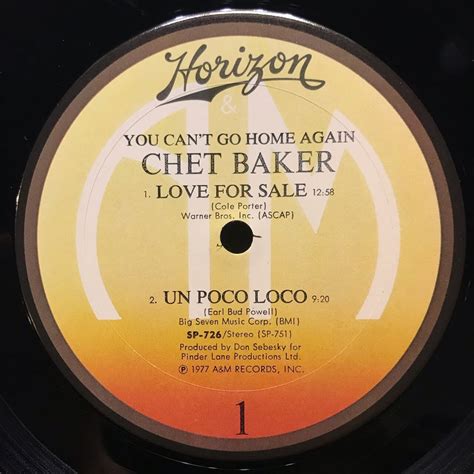 Horizon
&
AM
YOU CAN'T GO HOME AGAIN
CHET BAKER
1. LOVE FOR SALE 12:58
(Cole Porter)
Warner Bros. Inc. (ASCAP)
2. UN POCO LOCO 9:20
(Earl Bud Powell)
Big Seven Music Corp. (BMI)
SP-726/Stereo (SP-751)
Produced by Don Sebesky for
Pinder Lane Productions Ltd.
℗ 1977 A&M RECORDS, INC.
1